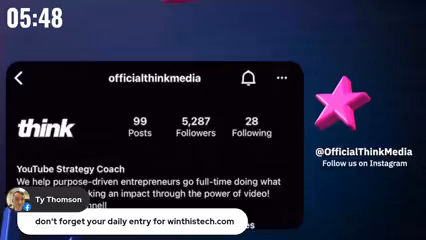 05:48
officialthinkmedia
think
99
Posts
5,287
Followers
28
Following
@OfficialThinkMedia
Follow us on Instagram
YouTube Strategy Coach
We help purpose-driven entrepreneurs go full-time doing what
king an impact through the power of video!
Ty Thomson
don't forget your daily entry for winthistech.com